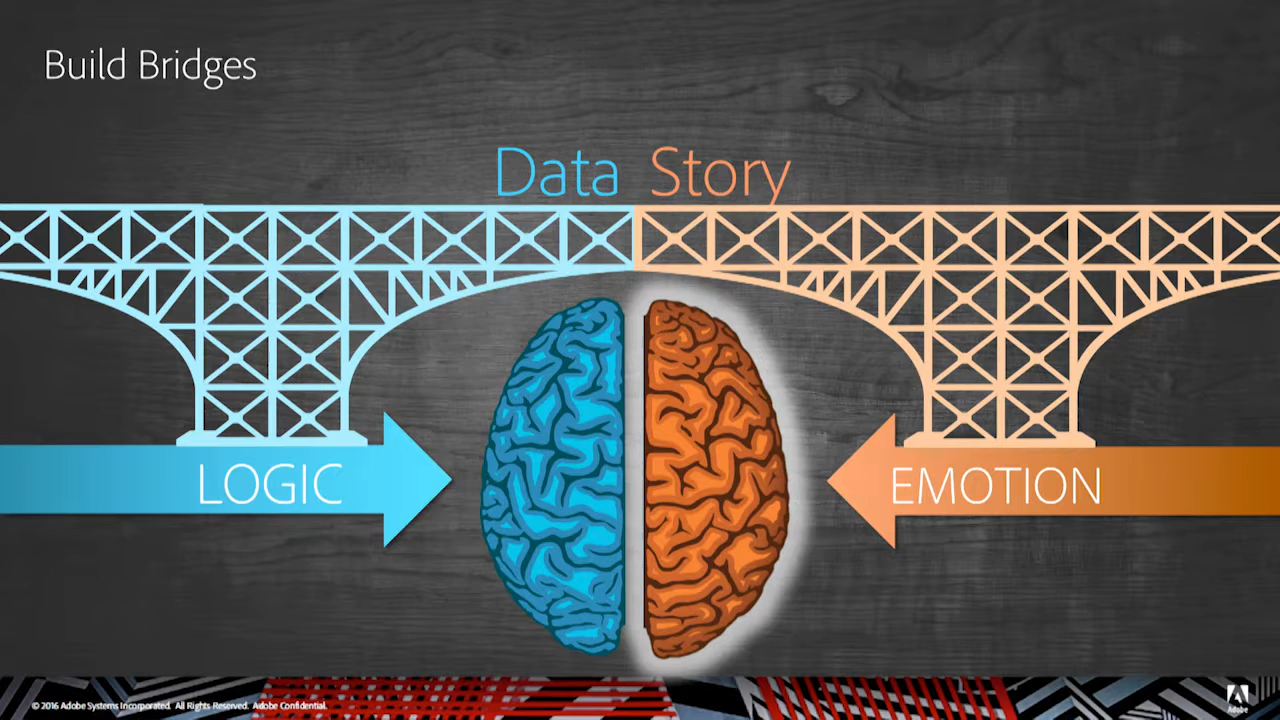 Build Bridges
Data Story
LOGIC
EMOTION
© 2016 Adobe Systems Incorporated. All Rights Reserved. Adobe Confidential.
Adobe